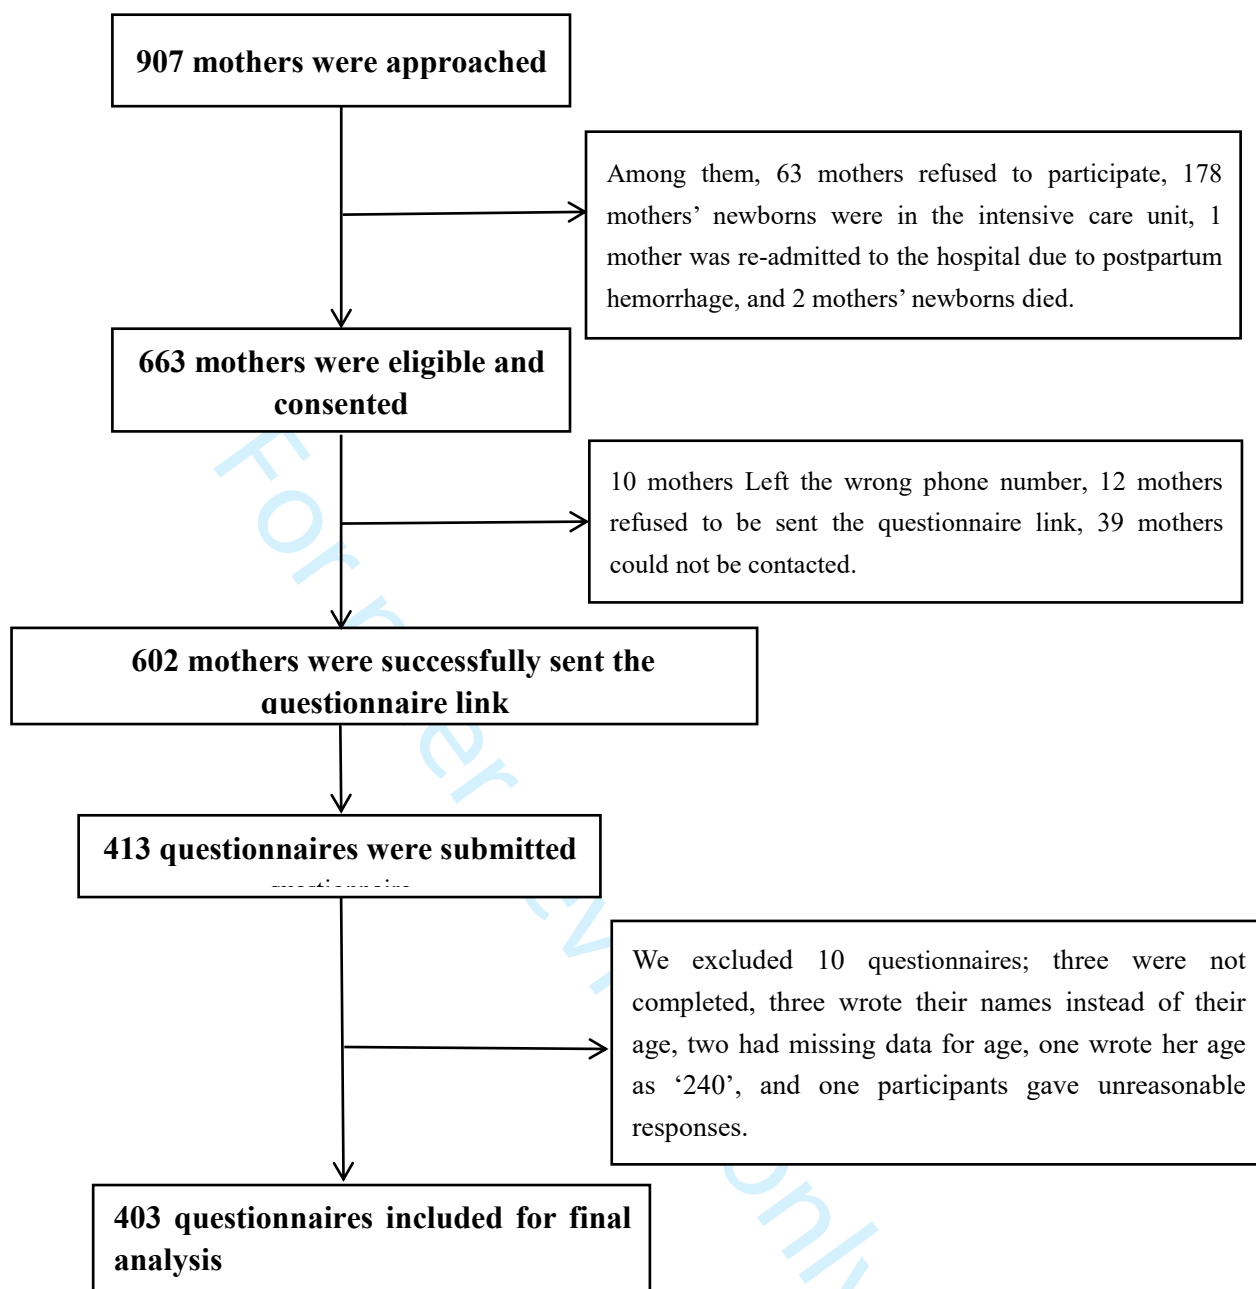 907 mothers were approached
Among them, 63 mothers refused to participate, 178
mothers’ newborns were in the intensive care unit, 1
mother was re-admitted to the hospital due to postpartum
hemorrhage, and 2 mothers’ newborns died.
663 mothers were eligible and
consented
10 mothers Left the wrong phone number, 12 mothers
refused to be sent the questionnaire link, 39 mothers
could not be contacted.
602 mothers were successfully sent the
questionnaire link
413 questionnaires were submitted
We excluded 10 questionnaires; three were not
completed, three wrote their names instead of their
age, two had missing data for age, one wrote her age
as ‘240’, and one participants gave unreasonable
responses.
403 questionnaires included for final
analysis